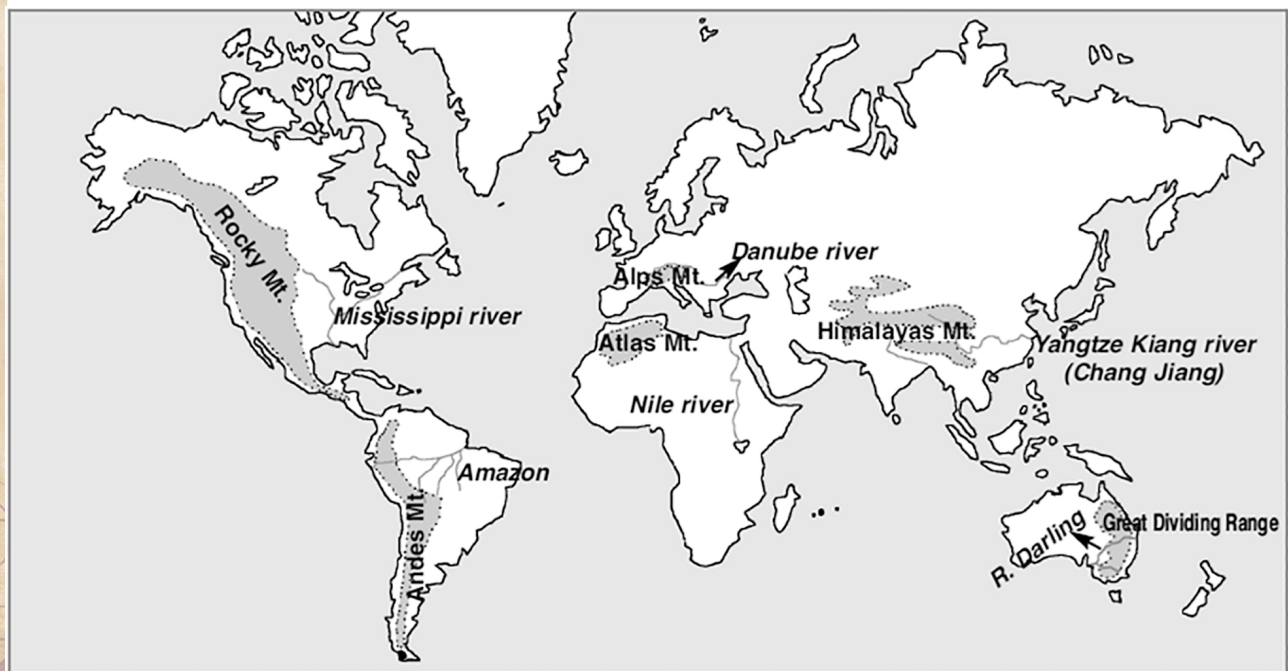 Rocky Mt.
Mississippi river
Amazon
Andes Mt.
Danube river
Alps Mt.
Atlas Mt.
Nile river
Himalayas Mt.
Yangtze Kiang river
(Chang Jiang)
Great Dividing Range
R. Darling